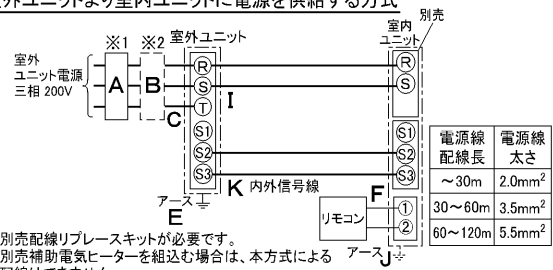 外ユニットより室内ユニットに電源を供給する方式
※1
※2
室外ユニット
室内
ユニット
別売
室外
ユニット電源
三相 200V
A
B
C
R
S
T
S1
S2
S3
I
R
S
S1
S2
S3
K 内外信号線
アース
E
F
リモコン
①
②
アース
J
電源線
配線長
電源線
太さ
～30m
2.0mm²
30～60m
3.5mm²
60～120m
5.5mm²
別売配線リプレースキットが必要です。
別売補助電気ヒーターを組込む場合は、本方式による